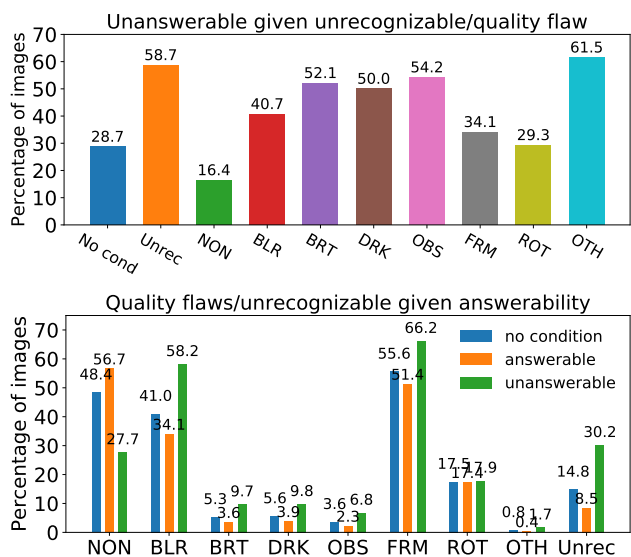 Unanswerable given unrecognizable/quality flaw
Percentage of images
70
60
50
40
30
20
10
0
28.7
58.7
16.4
40.7
52.1
50.0
54.2
34.1
29.3
61.5
No cond
Unrec
NON
BLR
BRT
DRK
OBS
FRM
ROT
OTH
Quality flaws/unrecognizable given answerability
Percentage of images
70
60
50
40
30
20
10
0
no condition
answerable
unanswerable
48.4
56.7
27.7
41.0
34.1
58.2
5.3
3.6
9.7
5.6
3.9
9.8
3.6
2.3
6.8
55.6
51.4
66.2
17.5
17.4
17.9
0.8
0.4
1.7
14.8
8.5
30.2
NON
BLR
BRT
DRK
OBS
FRM
ROT
OTH
Unrec